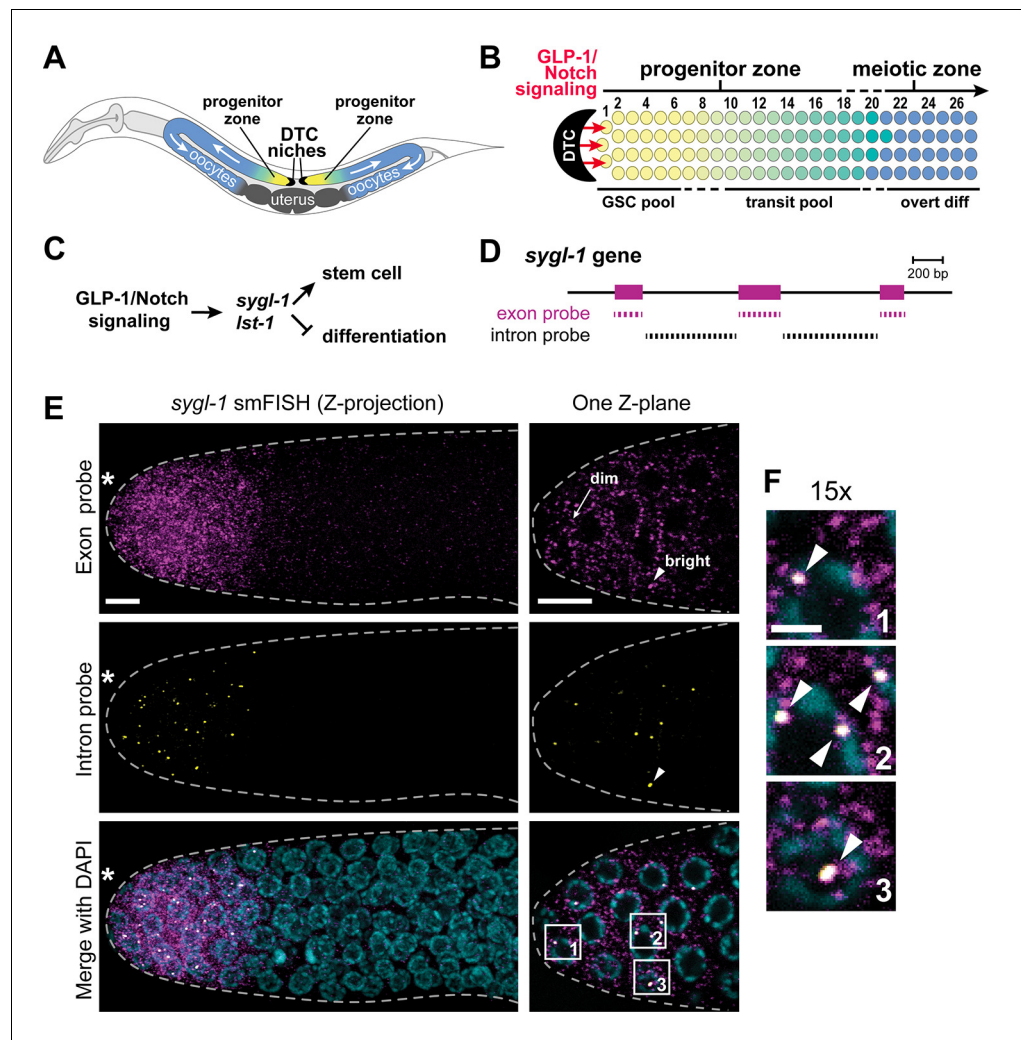 A
progenitor zone
progenitor zone
DTC niches
oocytes
oocytes
uterus
B
GLP-1/ Notch signaling
progenitor zone
meiotic zone
1 2 4 6 8 10 12 14 16 18 20 22 24 26
DTC
GSC pool
transit pool
overt diff
C
GLP-1/Notch signaling
sygl-1
lst-1
stem cell
differentiation
D
sygl-1 gene
200 bp
exon probe
intron probe
E
sygl-1 smFISH (Z-projection)
One Z-plane
Exon probe
*
dim
bright
Intron probe
*
Merge with DAPI
*
1
2
3
F
15x
1
2
3